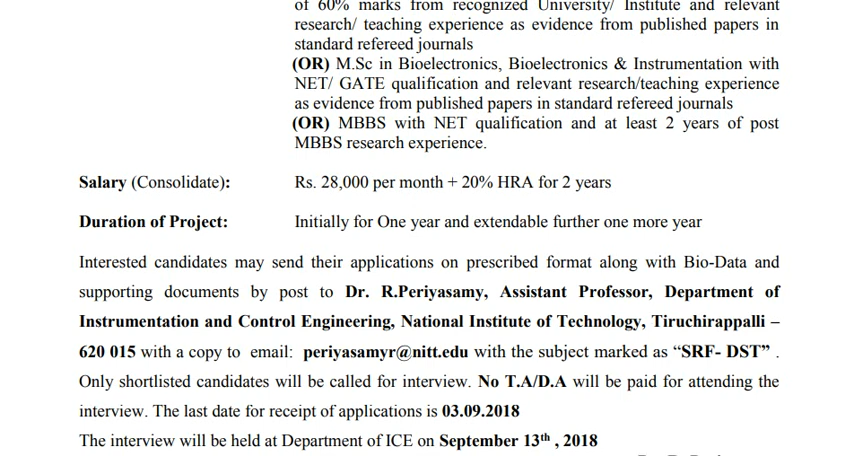 of 60% marks from recognized University/ Institute and relevant
research/ teaching experience as evidence from published papers in
standard refereed journals
(OR) M.Sc in Bioelectronics, Bioelectronics & Instrumentation with
NET/ GATE qualification and relevant research/teaching experience
as evidence from published papers in standard refereed journals
(OR) MBBS with NET qualification and at least 2 years of post
MBBS research experience.
Salary (Consolidate): Rs. 28,000 per month + 20% HRA for 2 years
Duration of Project: Initially for One year and extendable further one more year
Interested candidates may send their applications on prescribed format along with Bio-Data and
supporting documents by post to Dr. R.Periyasamy, Assistant Professor, Department of
Instrumentation and Control Engineering, National Institute of Technology, Tiruchirappalli –
620 015 with a copy to email: periyasamyr@nitt.edu with the subject marked as “SRF- DST” .
Only shortlisted candidates will be called for interview. No T.A/D.A will be paid for attending the
interview. The last date for receipt of applications is 03.09.2018
The interview will be held at Department of ICE on September 13th , 2018